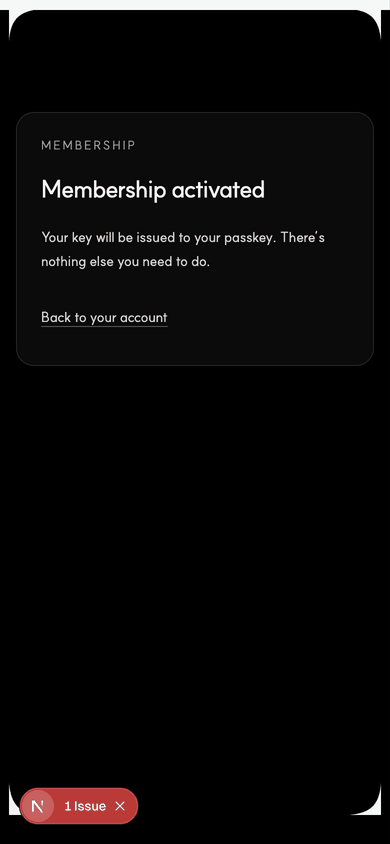 MEMBERSHIP
Membership activated
Your key will be issued to your passkey. There's
nothing else you need to do.
Back to your account
N 1 Issue